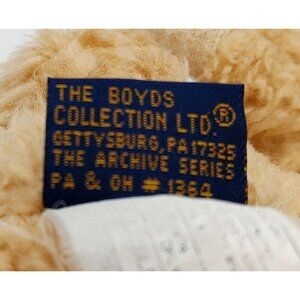 THE BOYDS
COLLECTION LTD.®
GETTYSBURG, PA 17325
THE ARCHIVE SERIES
PA & OH # 1364